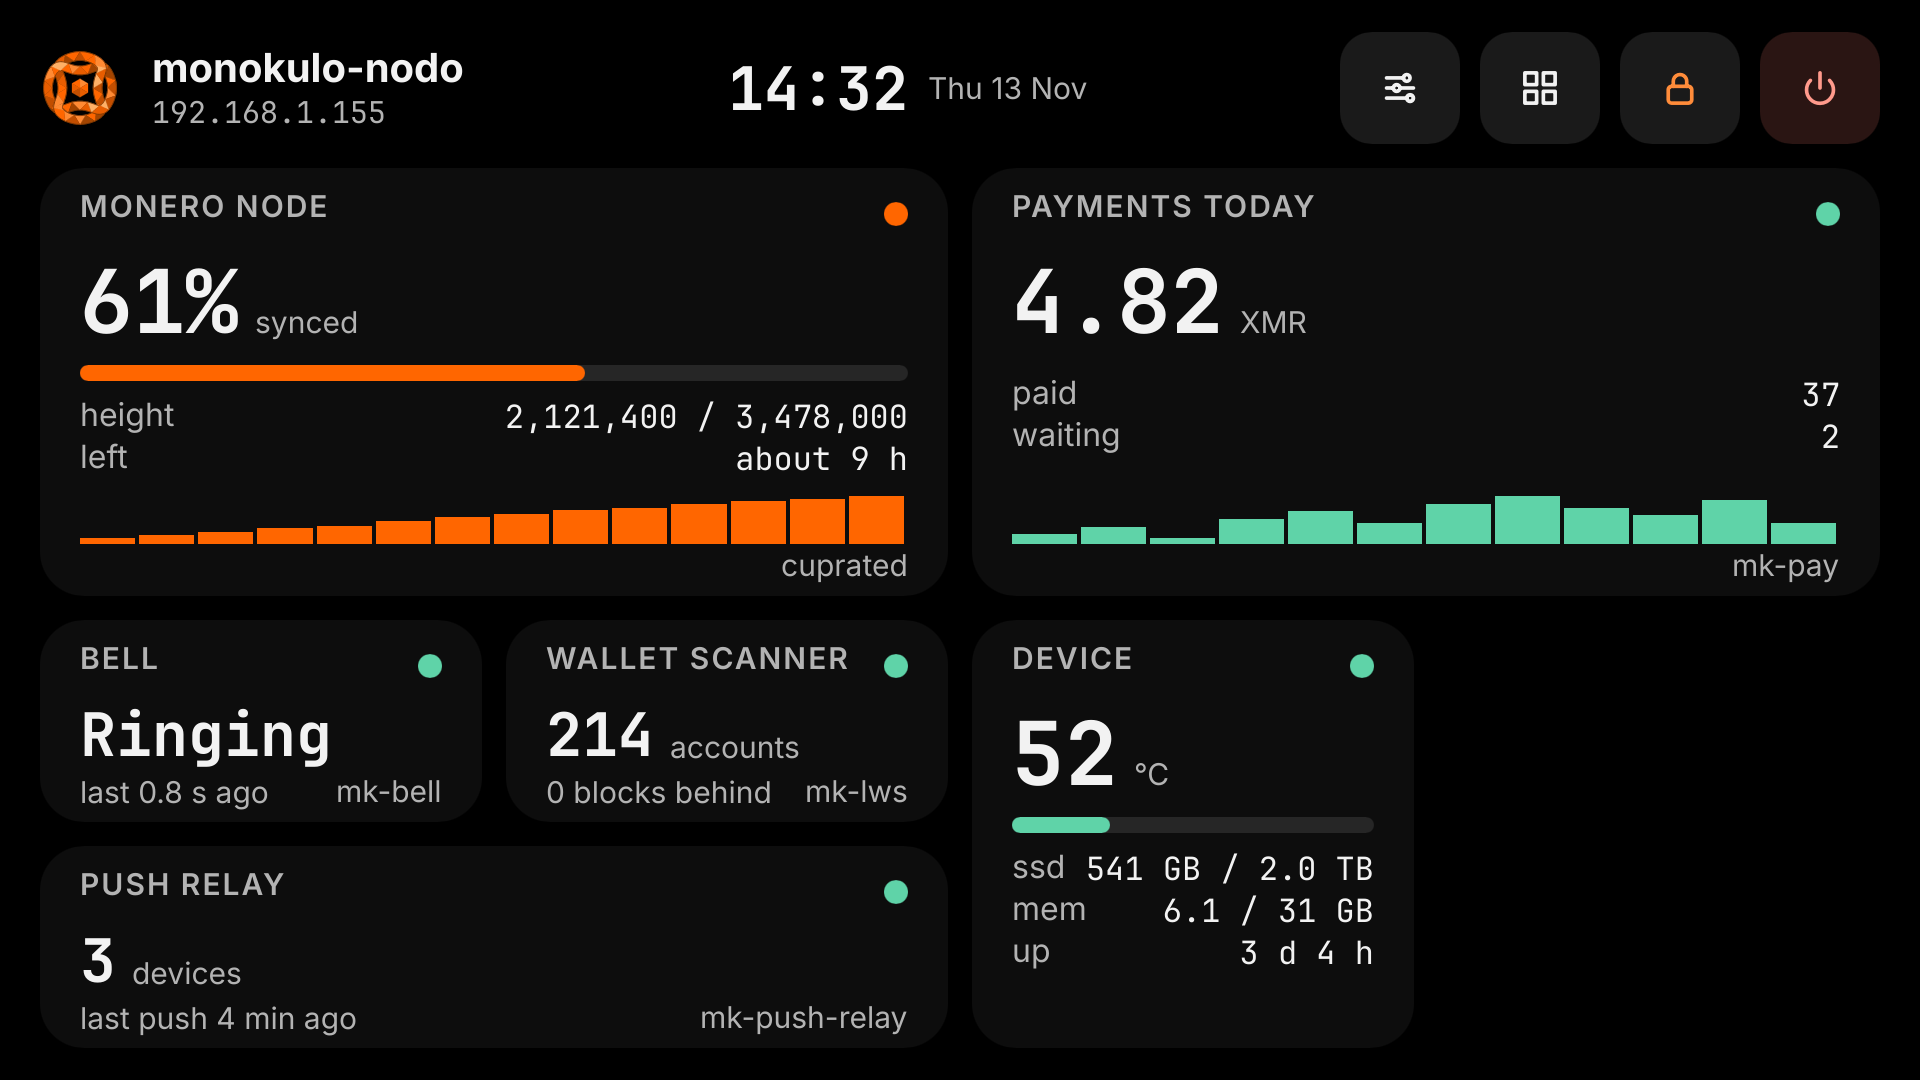 monokulo-nodo
192.168.1.155
14:32 Thu 13 Nov
MONERO NODE
61% synced
height 2,121,400 / 3,478,000
left about 9 h
cuprated
PAYMENTS TODAY
4.82 XMR
paid 37
waiting 2
mk-pay
BELL
Ringing
last 0.8 s ago mk-bell
WALLET SCANNER
214 accounts
0 blocks behind mk-lws
DEVICE
52 °C
ssd 541 GB / 2.0 TB
mem 6.1 / 31 GB
up 3 d 4 h
PUSH RELAY
3 devices
last push 4 min ago mk-push-relay